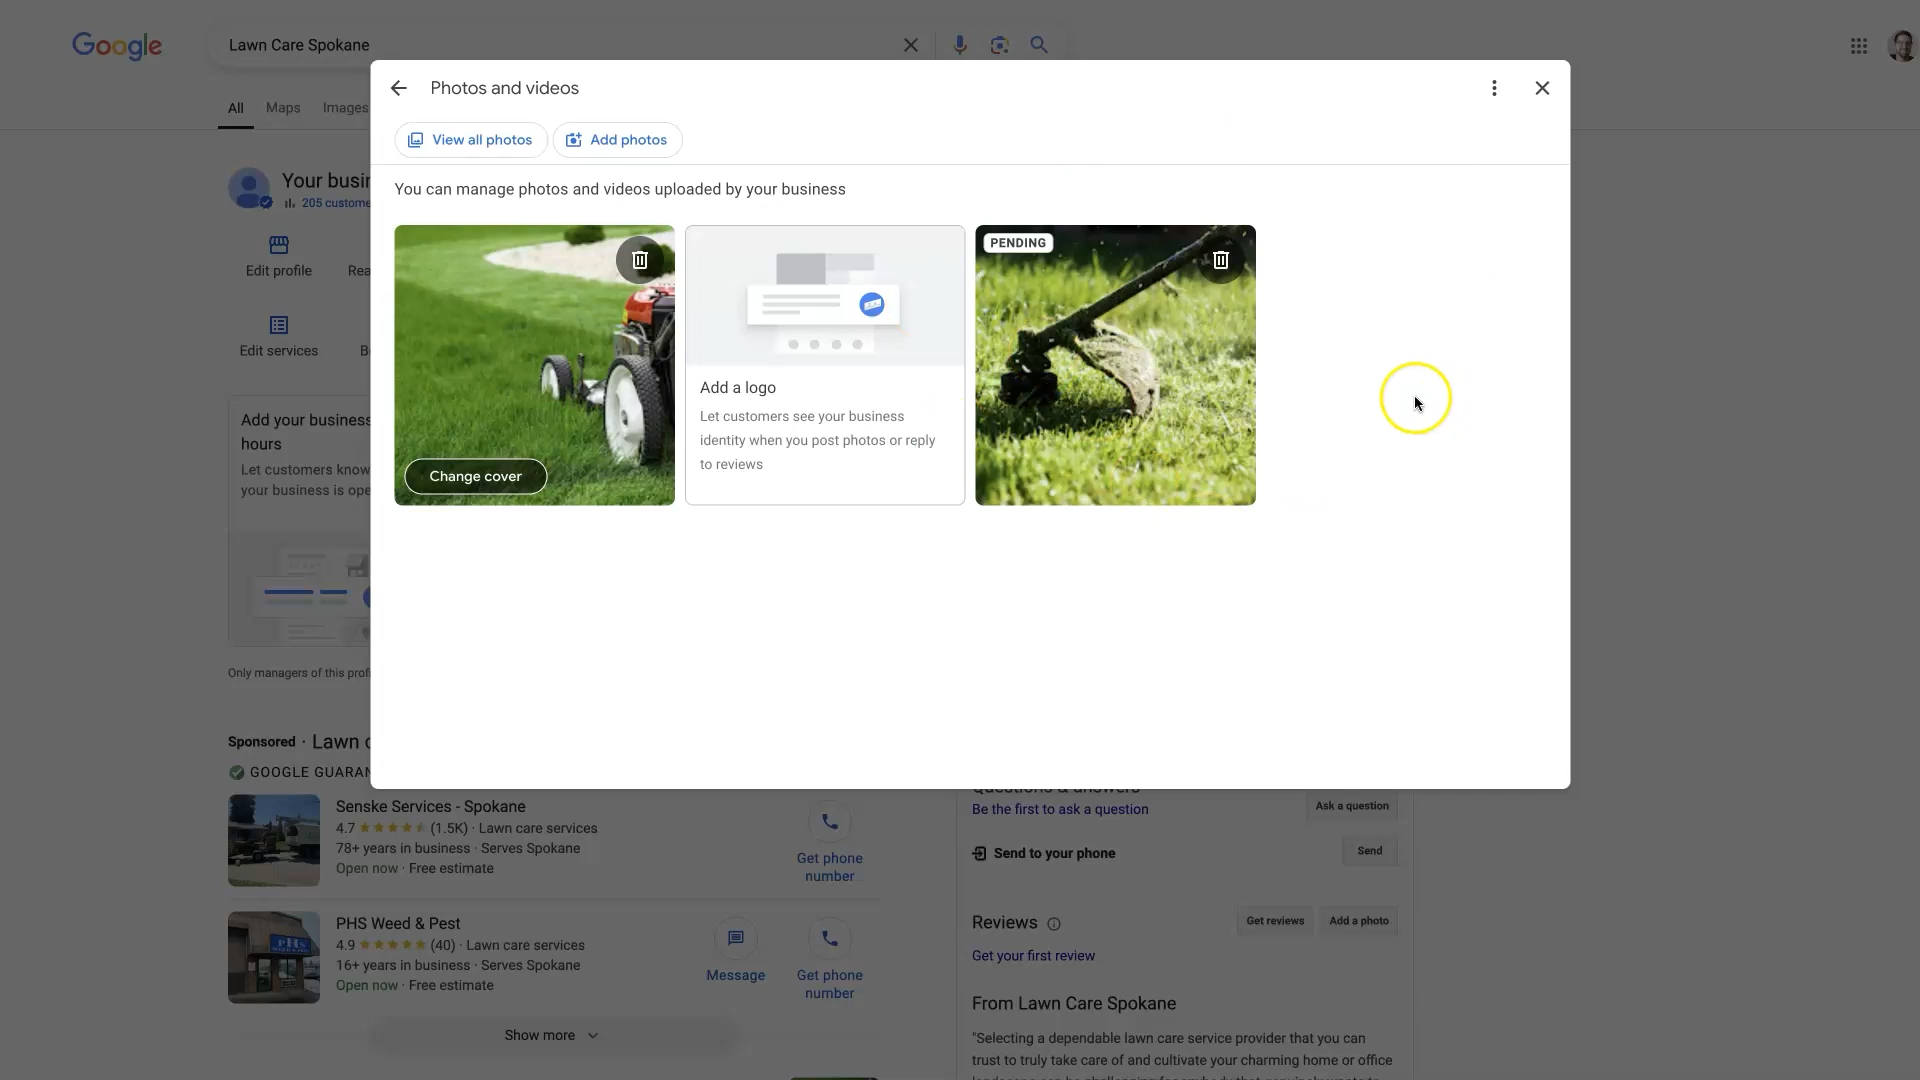 Google
Lawn Care Spokane
All Maps Images
Photos and videos
View all photos
Add photos
You can manage photos and videos uploaded by your business
Your busin
205 custome
Edit profile
Rea
Edit services
B
Add your business
hours
Let customers know
your business is ope
Only managers of this profi
Change cover
Add a logo
Let customers see your business
identity when you post photos or reply
to reviews
PENDING
Sponsored · Lawn c
GOOGLE GUARAN
Senske Services - Spokane
4.7 (1.5K) · Lawn care services
78+ years in business · Serves Spokane
Open now · Free estimate
Get phone
number
PHS Weed & Pest
4.9 (40) · Lawn care services
16+ years in business · Serves Spokane
Open now · Free estimate
Message
Get phone
number
PHS
Show more
Questions & answers
Be the first to ask a question
Ask a question
Send to your phone
Send
Reviews
Get reviews
Add a photo
Get your first review
From Lawn Care Spokane
"Selecting a dependable lawn care service provider that you can
trust to truly take care of and cultivate your charming home or office